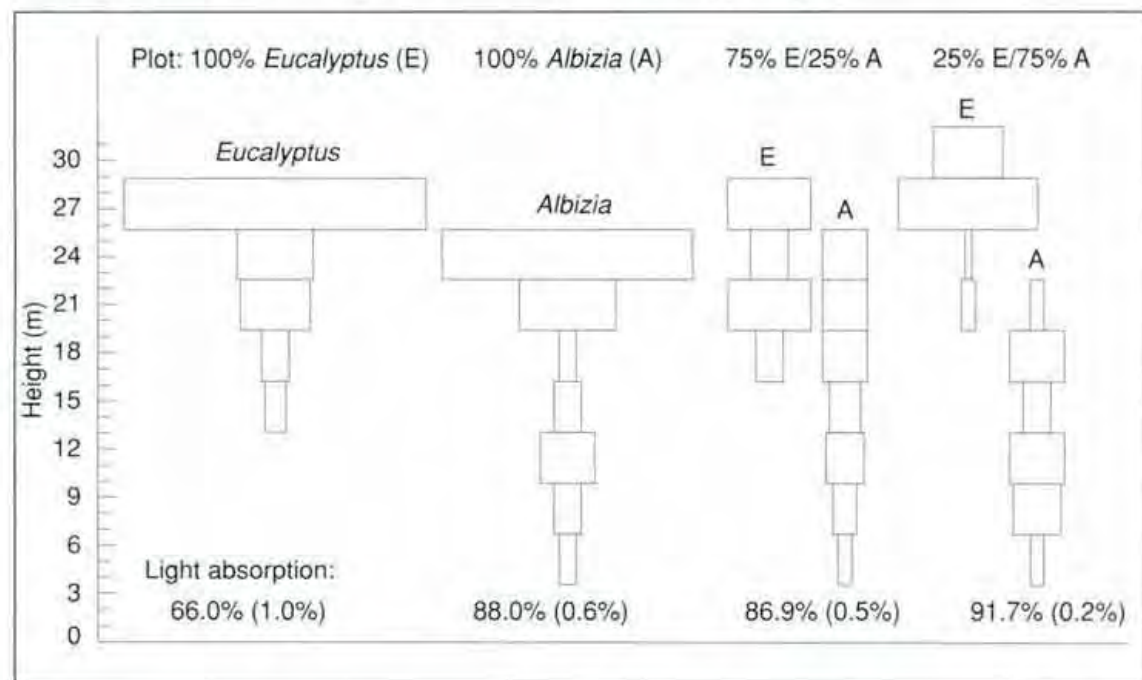 Plot: 100% Eucalyptus (E) 100% Albizia (A) 75% E/25% A 25% E/75% A
E
30 Eucalyptus E
27 Albizia A
24 A
21
18
15
12
9
6
3
0
Height (m)
Light absorption:
66.0% (1.0%) 88.0% (0.6%) 86.9% (0.5%) 91.7% (0.2%)